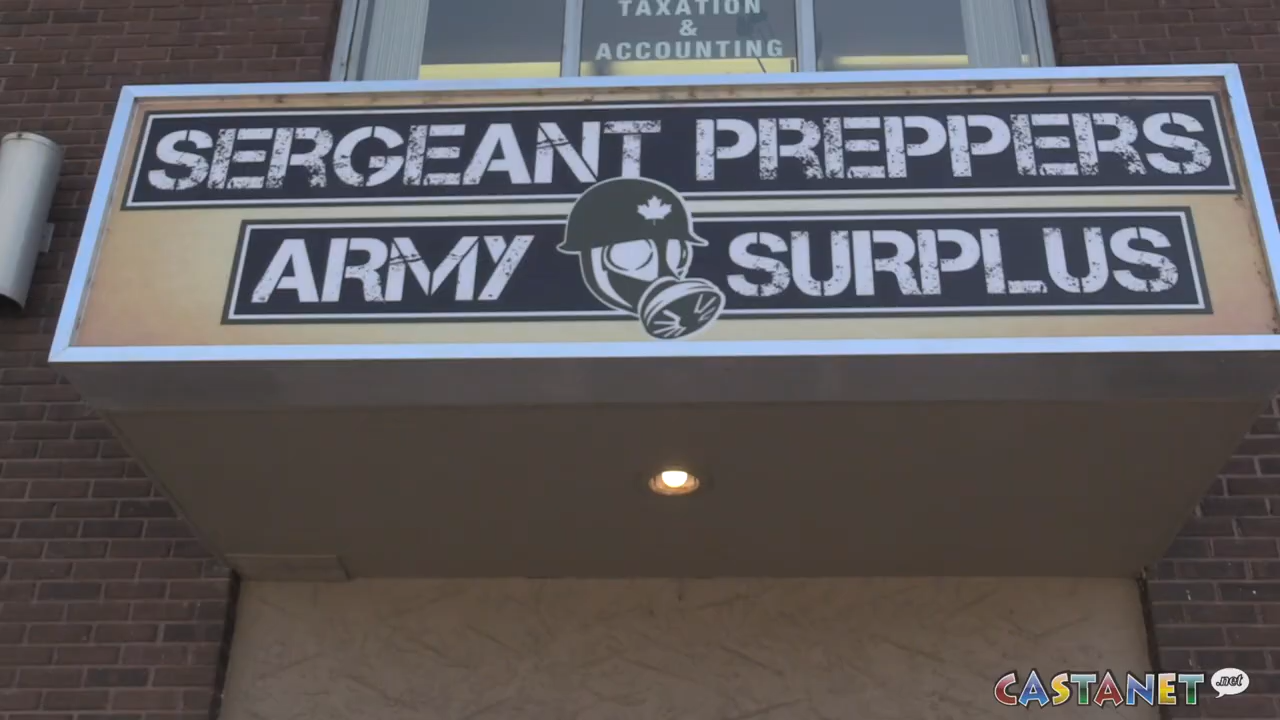 TAXATION
&
ACCOUNTING
SERGEANT PREPPERS
ARMY SURPLUS
CASTANET .net